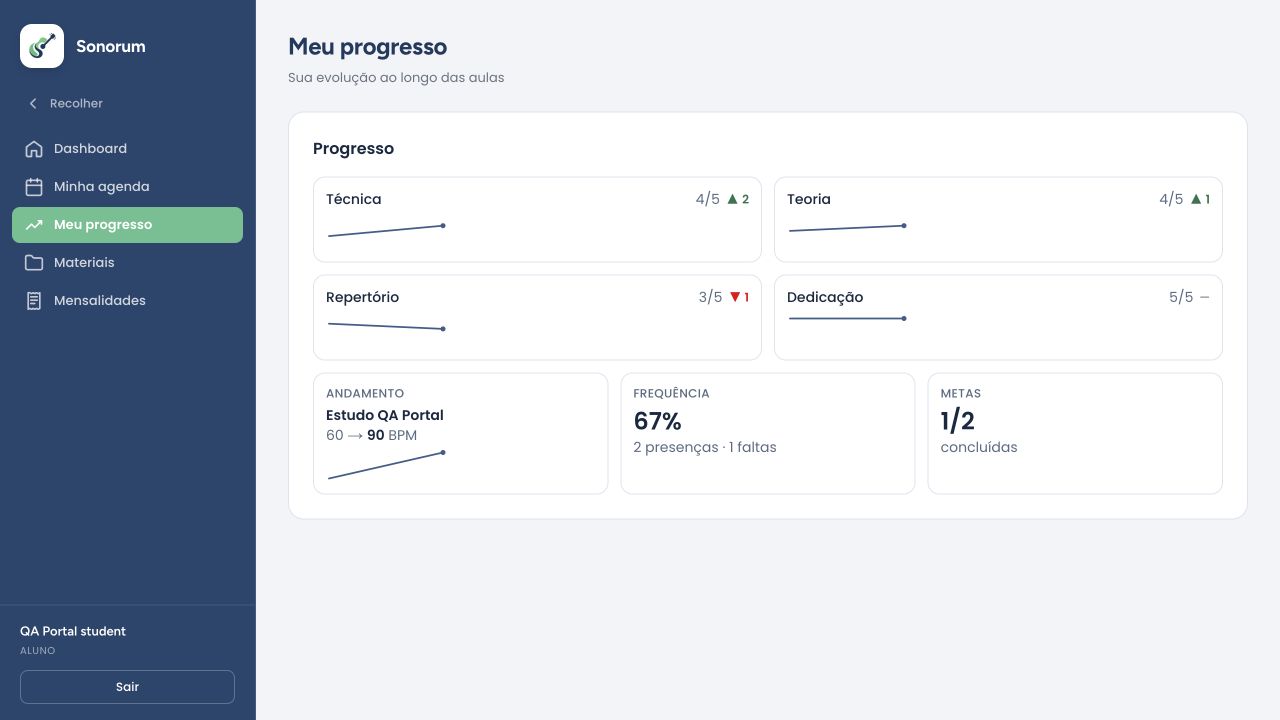 Sonorum
Recolher
Dashboard
Minha agenda
Meu progresso
Materiais
Mensalidades
QA Portal student
ALUNO
Sair
Meu progresso
Sua evolução ao longo das aulas
Progresso
Técnica 4/5 ▲ 2
Teoria 4/5 ▲ 1
Repertório 3/5 ▼ 1
Dedicação 5/5 —
ANDAMENTO
Estudo QA Portal
60 → 90 BPM
FREQUÊNCIA
67%
2 presenças · 1 faltas
METAS
1/2
concluídas